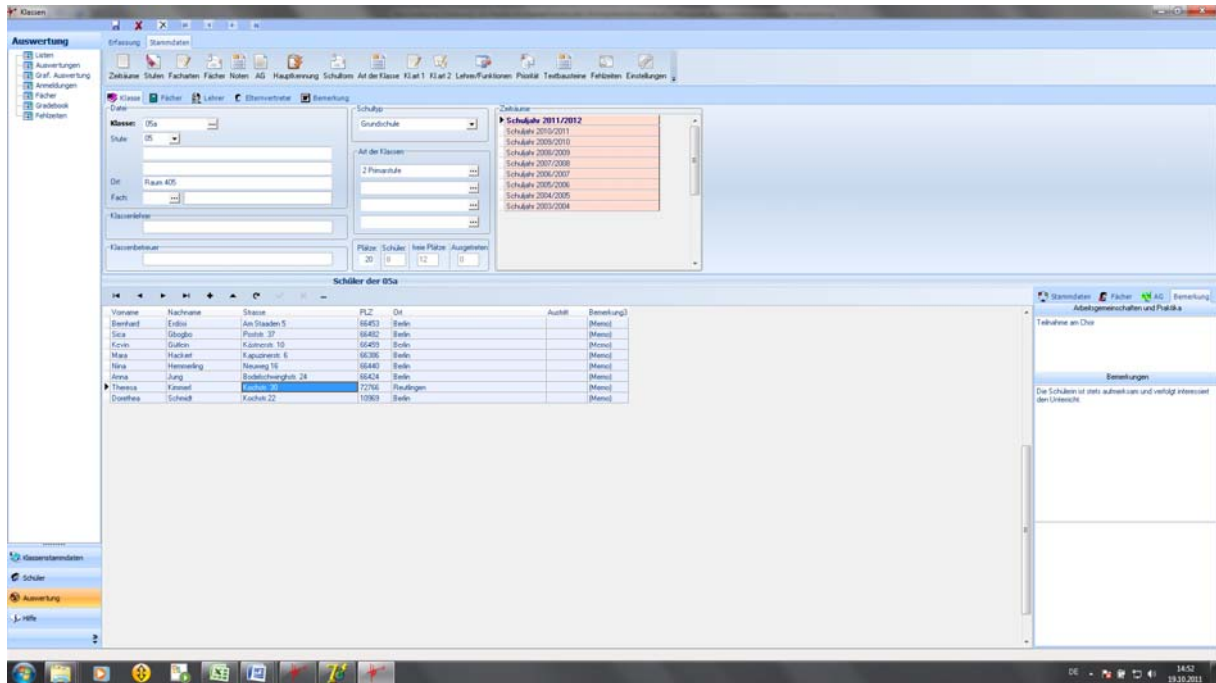 Klassen
Auswertung
Listen
Auswertungen
Graf. Auswertung
Anmeldungen
Fächer
Gradebook
Fehlzeiten
Erfassung Stammdaten
Zeiträume Stufen Facharten Fächer Noten AG Hauptkennung Schulform Art der Klasse Kl.art 1 Kl.art 2 Lehrer/Funktionen Priorität Textbausteine Fehlzeiten Einstellungen
Klasse Fächer Lehrer Elternvertreter Bemerkung
Datei
Klasse: 05a
Stufe: 05
Ort: Raum 405
Fach:
Klassenlehrer
Klassenbetreuer
Schultyp
Grundschule
Art der Klassen
2 Primarstufe
Plätze Schüler freie Plätze Ausgetreten
20 8 12 0
Zeiträume
Schuljahr 2011/2012
Schuljahr 2010/2011
Schuljahr 2009/2010
Schuljahr 2008/2009
Schuljahr 2007/2008
Schuljahr 2006/2007
Schuljahr 2005/2006
Schuljahr 2004/2005
Schuljahr 2003/2004
Schüler der 05a
Vorname Nachname Strasse PLZ Ort Austritt Bemerkung3
Bernhard Am Staaden 5 66453 Berlin (Memo)
Sica Gbogbo Poststr. 37 66482 Berlin (Memo)
Kevin Kästnerstr. 10 66459 Berlin (Memo)
Mara Hackert Kapuzinerstr. 6 66386 Berlin (Memo)
Nina Hemmerling Neuweg 16 66440 Berlin (Memo)
Anna Jung Bodelschwinghstr. 24 66424 Berlin (Memo)
Theresa Kimmerl Kochstr. 30 72766 Reutlingen (Memo)
Dorothea Schmidt Kochstr.22 10969 Berlin (Memo)
Stammdaten Fächer AG Bemerkung
Arbeitsgemeinschaften und Praktika
Teilnahme am Chor
Bemerkungen
Die Schülerin ist stets aufmerksam und verfolgt interessiert
den Unterricht.
Klassenstammdaten
Schüler
Auswertung
Hilfe
DE
14:52
19.10.2011